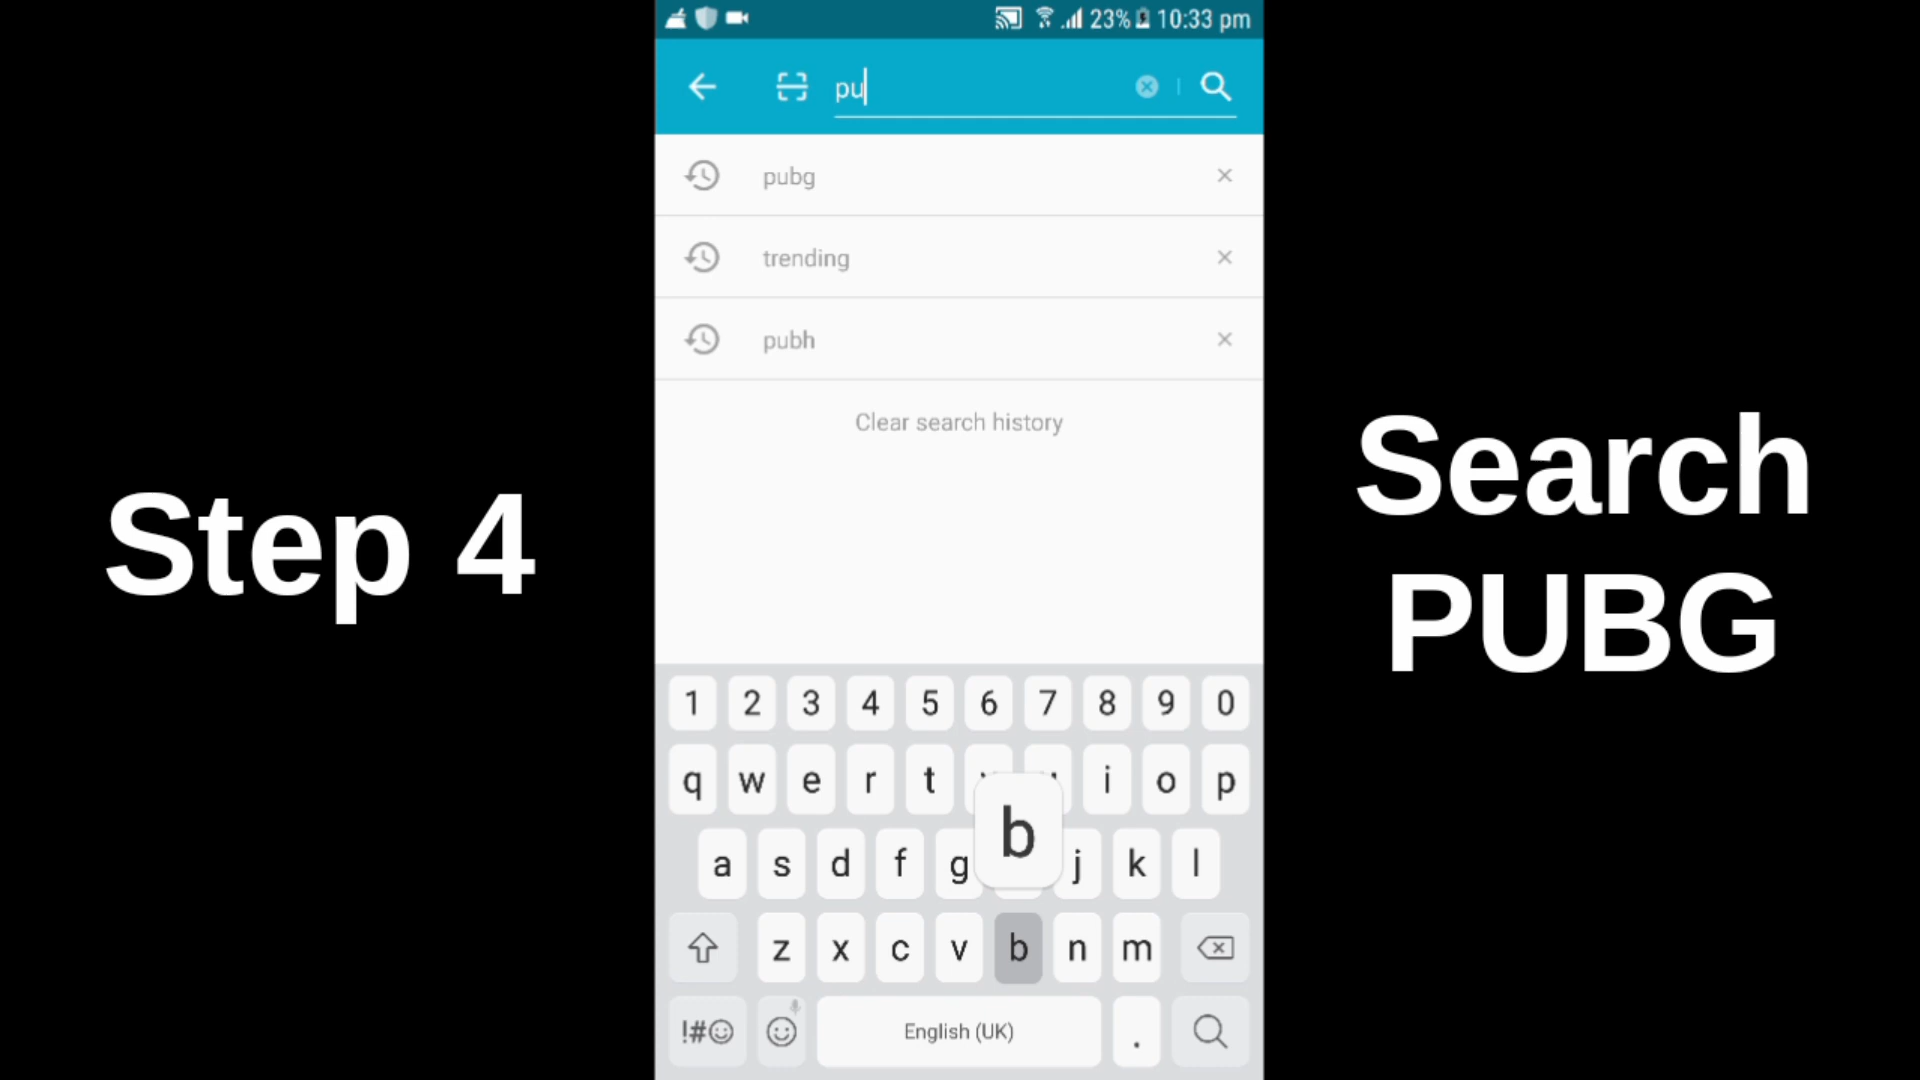 23% 10:33 pm
pu
pubg
trending
pubh
Clear search history
Step 4
Search
PUBG
1 2 3 4 5 6 7 8 9 0
q w e r t i o p
b
a s d f g j k l
z x c v b n m
!#
English (UK)
.